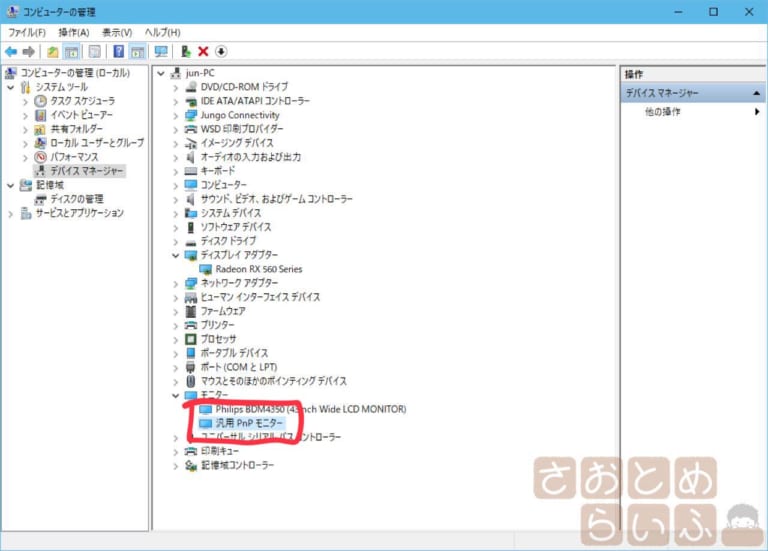 コンピューターの管理
ファイル(F) 操作(A) 表示(V) ヘルプ(H)
コンピューターの管理 (ローカル)
システム ツール
タスク スケジューラ
イベント ビューアー
共有フォルダー
ローカル ユーザーとグループ
パフォーマンス
デバイス マネージャー
記憶域
ディスクの管理
サービスとアプリケーション
jun-PC
DVD/CD-ROM ドライブ
IDE ATA/ATAPI コントローラー
Jungo Connectivity
WSD 印刷プロバイダー
イメージング デバイス
オーディオの入力および出力
キーボード
コンピューター
サウンド、ビデオ、およびゲーム コントローラー
システム デバイス
ソフトウェア デバイス
ディスク ドライブ
ディスプレイ アダプター
Radeon RX 560 Series
ネットワーク アダプター
ヒューマン インターフェイス デバイス
ファームウェア
プリンター
プロセッサ
ポータブル デバイス
ポート (COM と LPT)
マウスとそのほかのポインティング デバイス
モニター
Philips BDM4350 (43inch Wide LCD MONITOR)
汎用 PnP モニター
ユニバーサル シリアル バス コントローラー
印刷キュー
記憶域コントローラー
操作
デバイス マネージャー
他の操作
さおとめ
らいふ